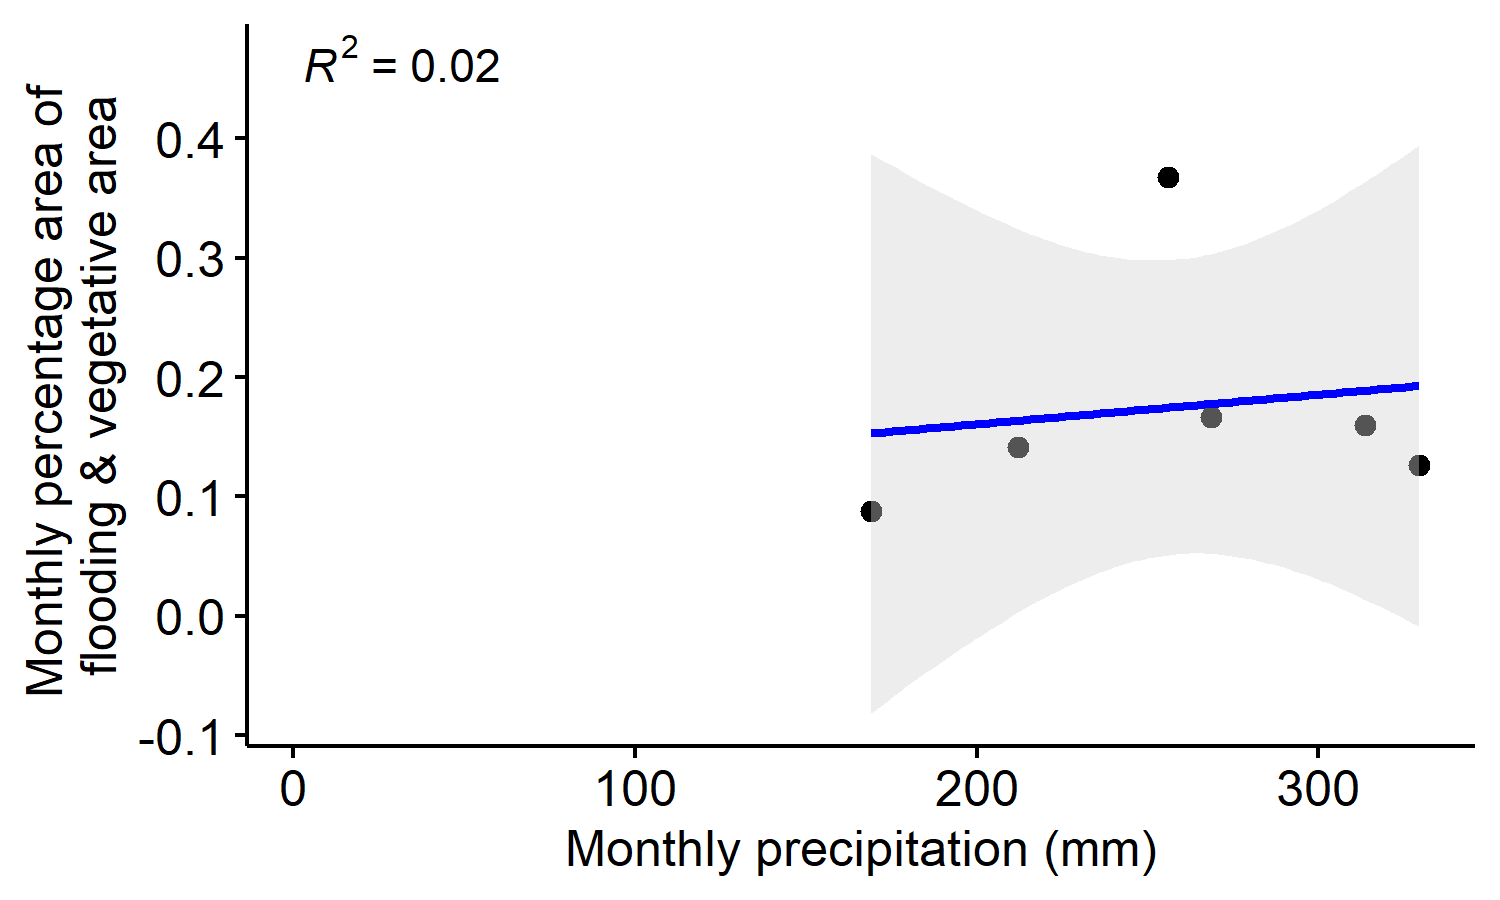 R² = 0.02
Monthly percentage area of
flooding & vegetative area
0.4
0.3
0.2
0.1
0.0
-0.1
0 100 200 300
Monthly precipitation (mm)